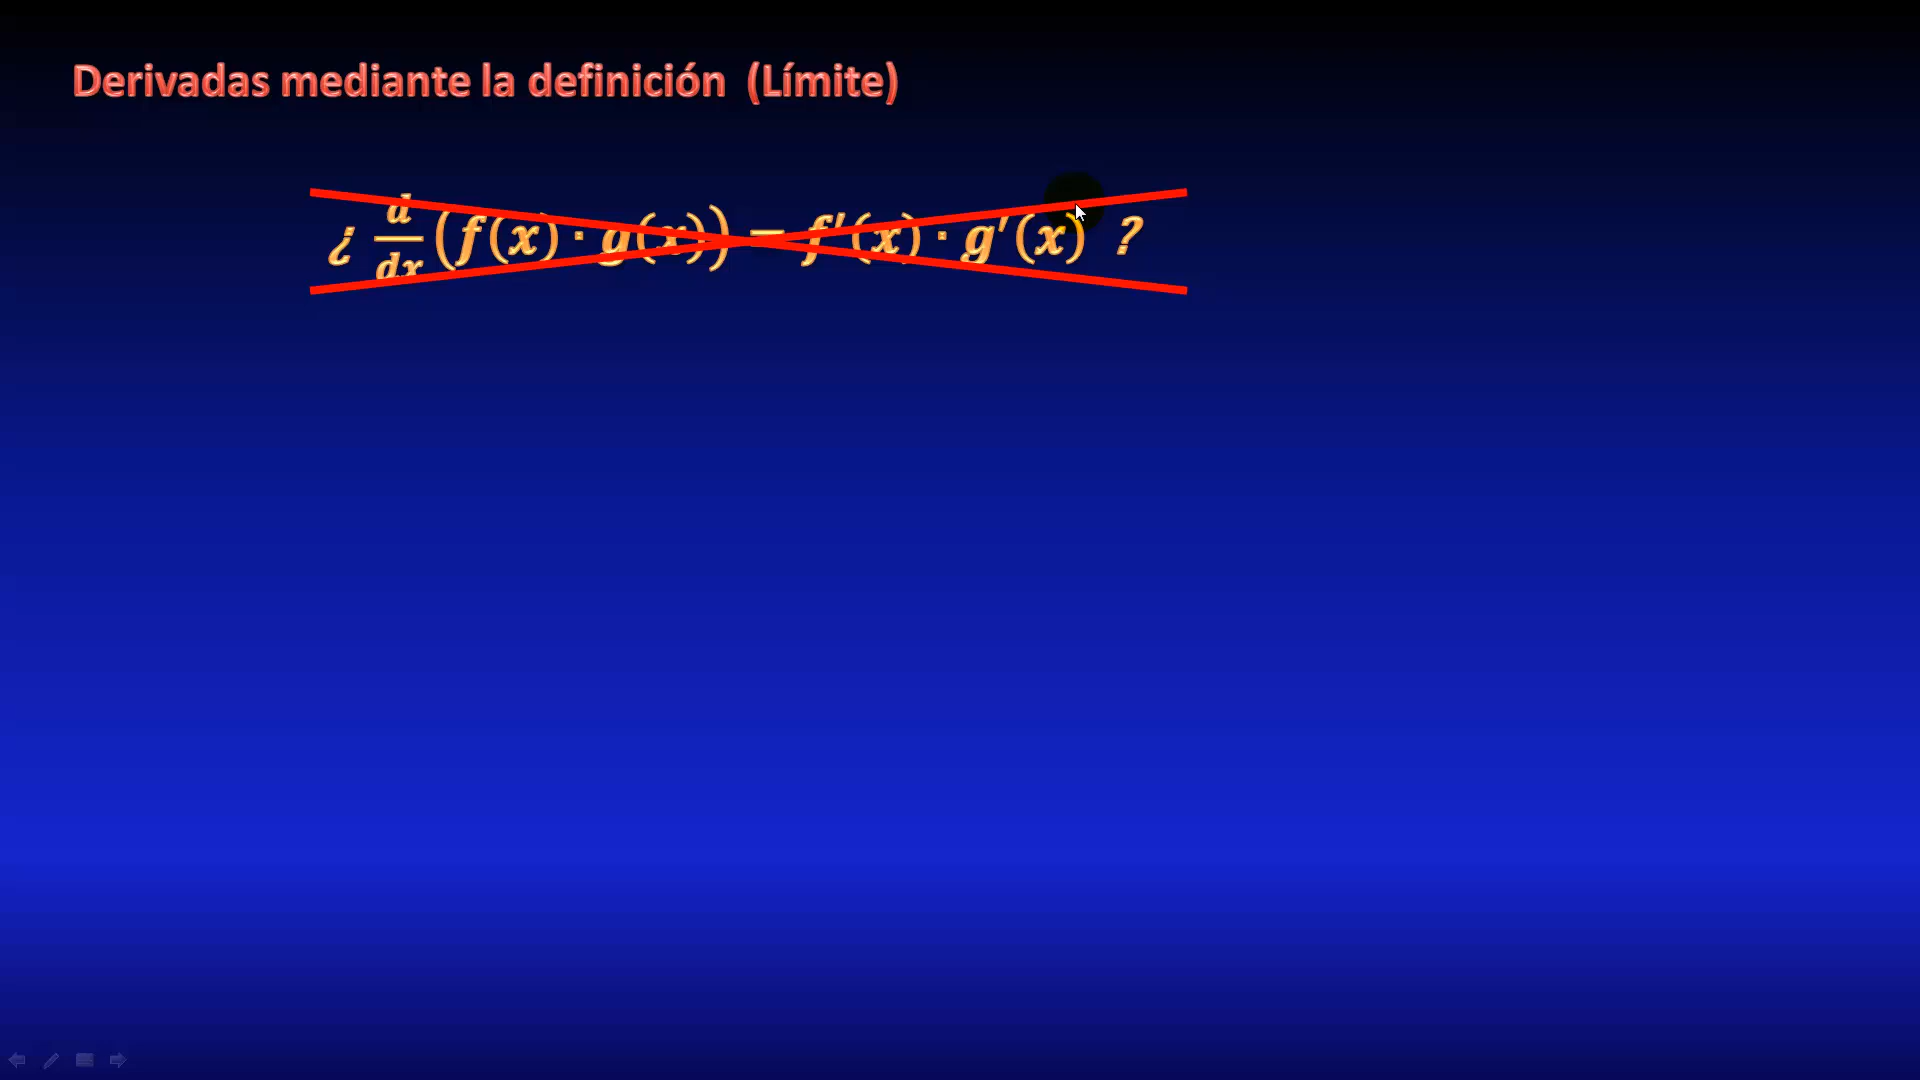 Derivadas mediante la definición (Límite)
¿ d/dx (f(x) · g(x)) = f′(x) · g′(x) ?